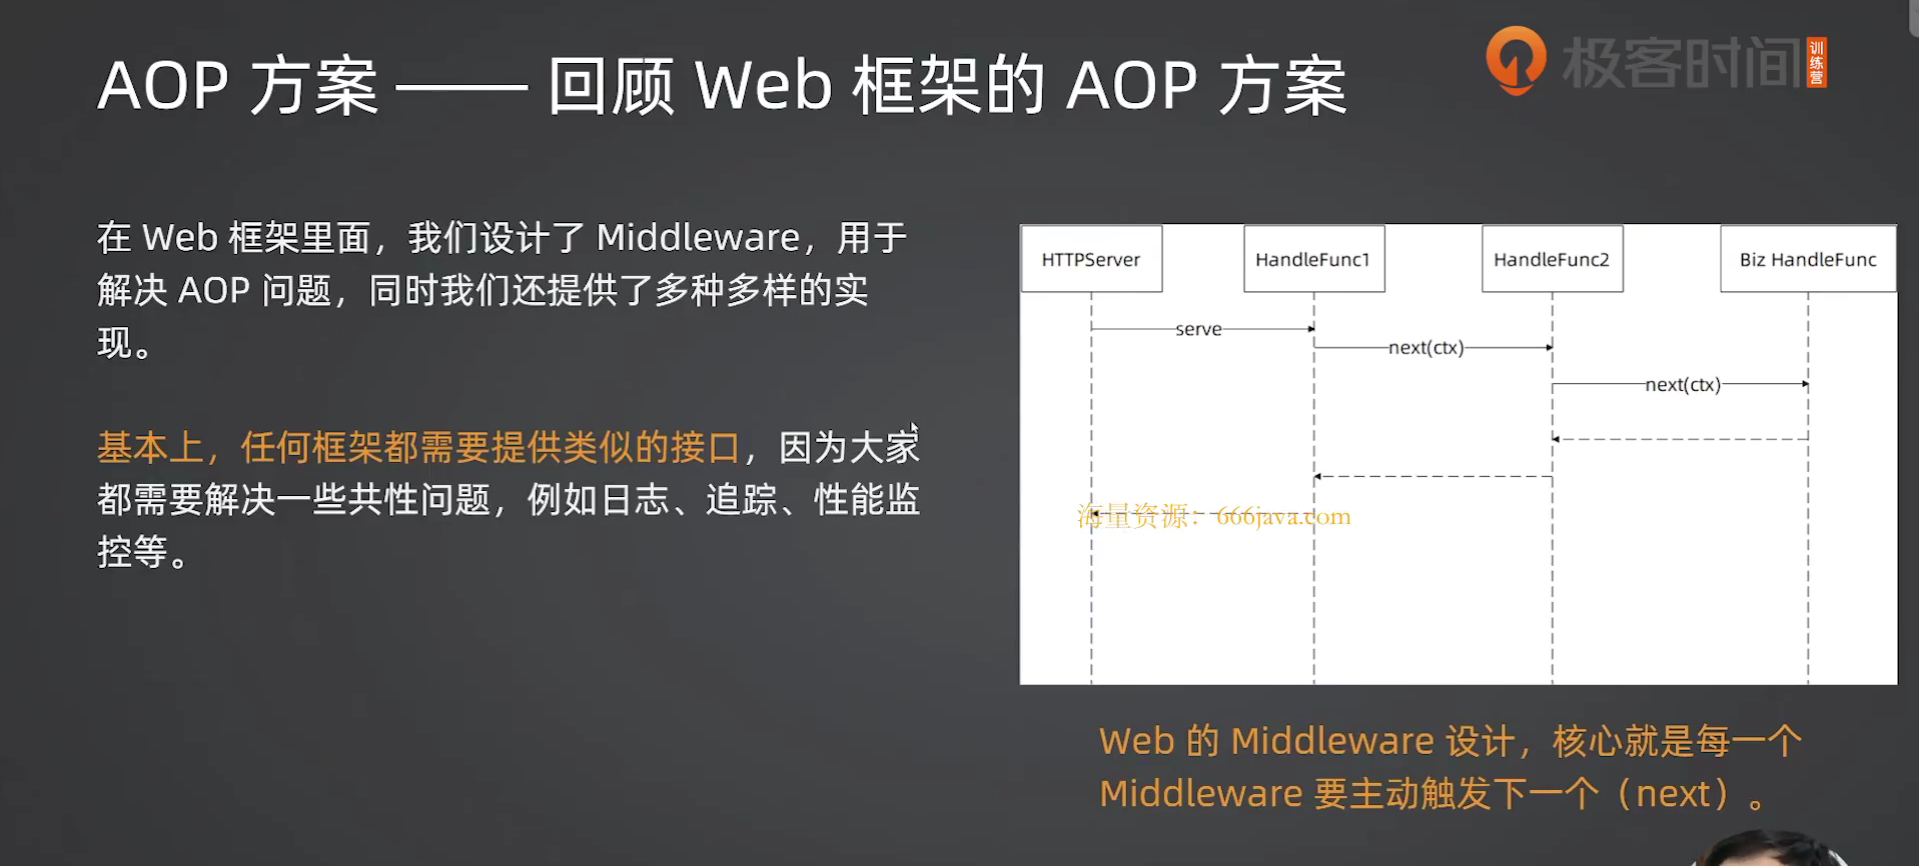 AOP 方案 —— 回顾 Web 框架的 AOP 方案
极客时间
训练营
在 Web 框架里面，我们设计了 Middleware，用于
解决 AOP 问题，同时我们还提供了多种多样的实
现。
基本上，任何框架都需要提供类似的接口，因为大家
都需要解决一些共性问题，例如日志、追踪、性能监
控等。
HTTPServer
HandleFunc1
HandleFunc2
Biz HandleFunc
serve
next(ctx)
next(ctx)
海量资源：666java.com
Web 的 Middleware 设计，核心就是每一个
Middleware 要主动触发下一个（next）。